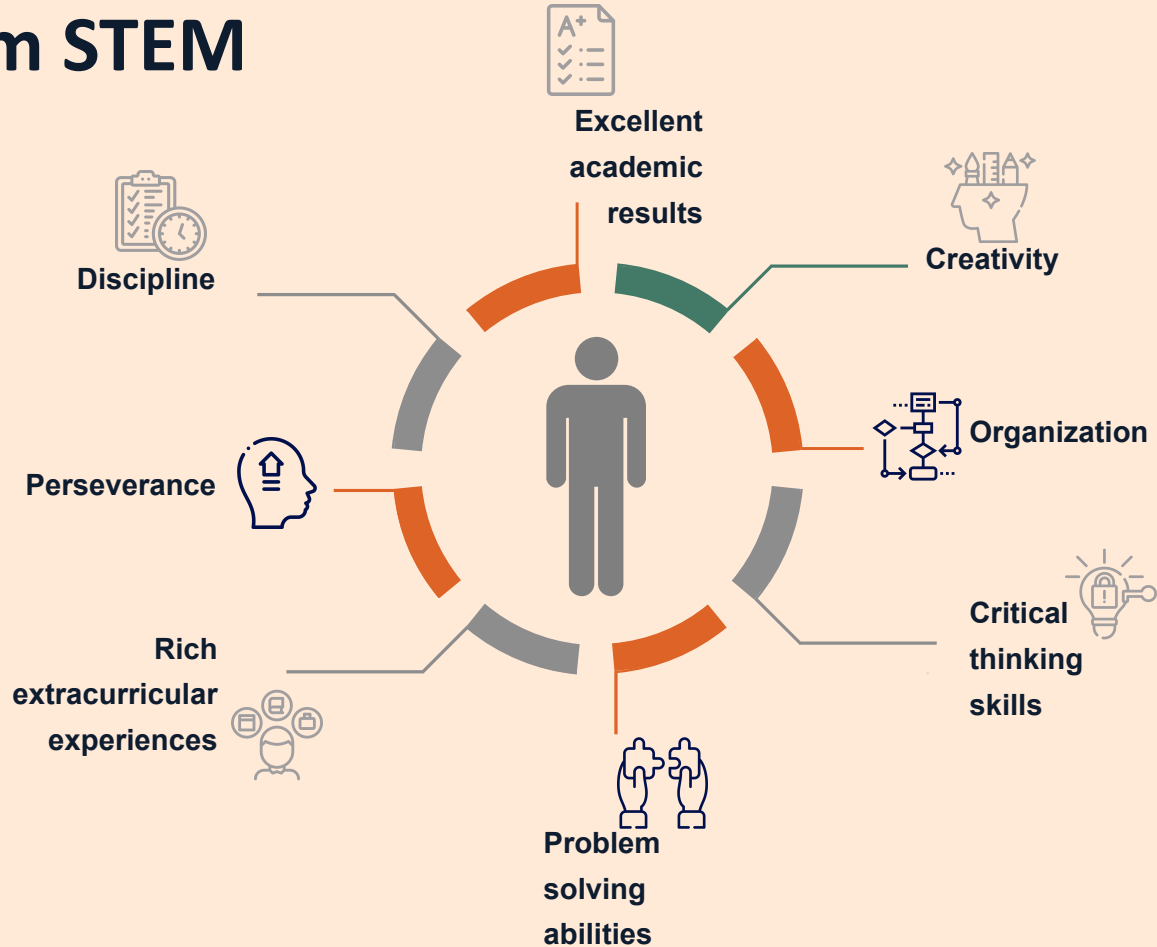 m STEM
A+
Excellent
academic
results
Creativity
Discipline
Organization
Perseverance
Critical
thinking
skills
Rich
extracurricular
experiences
Problem
solving
abilities